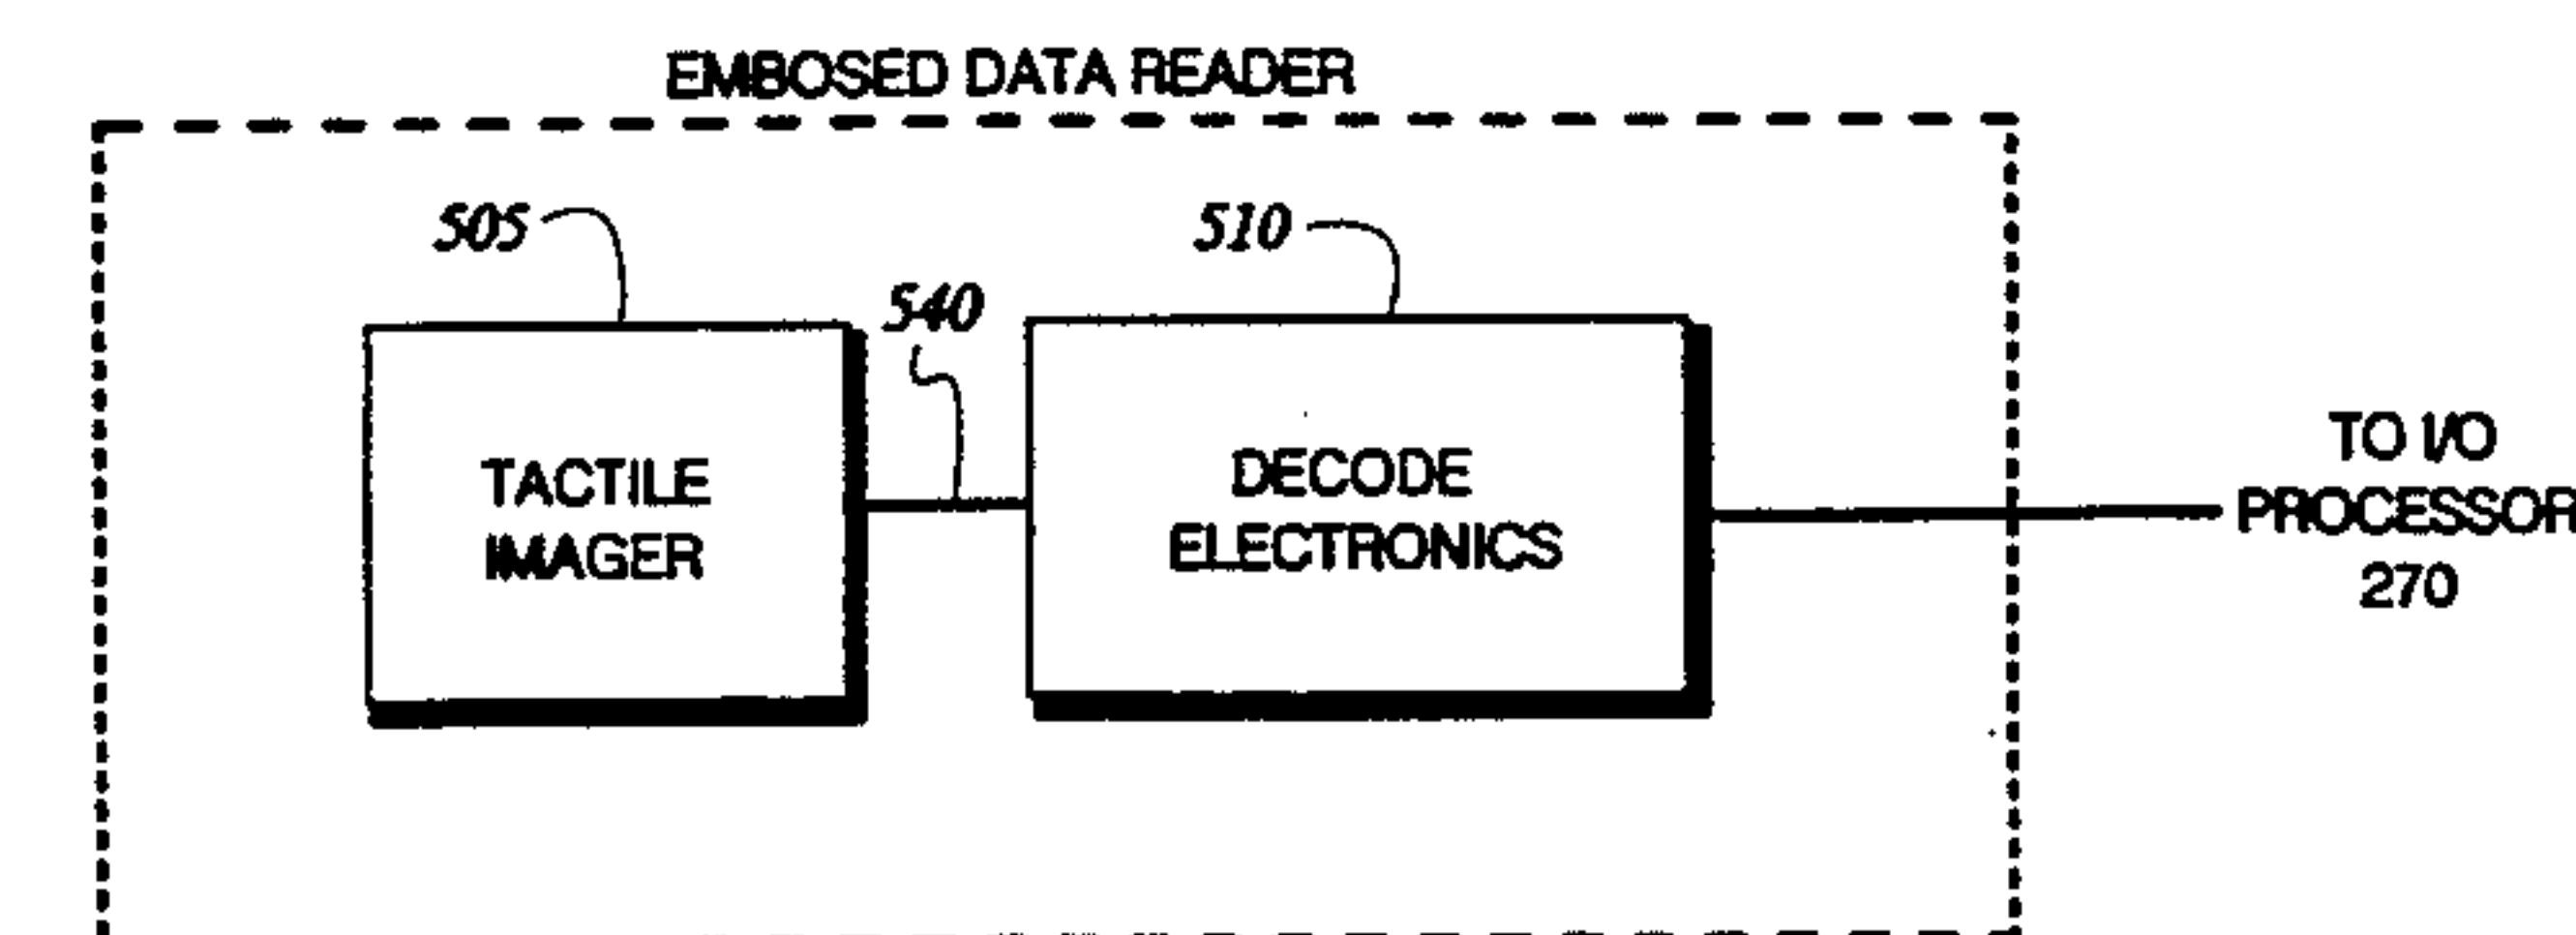 EMBOSED DATA READER
505
510
540
TACTILE
IMAGER
DECODE
ELECTRONICS
TO I/O
PROCESSOR
270